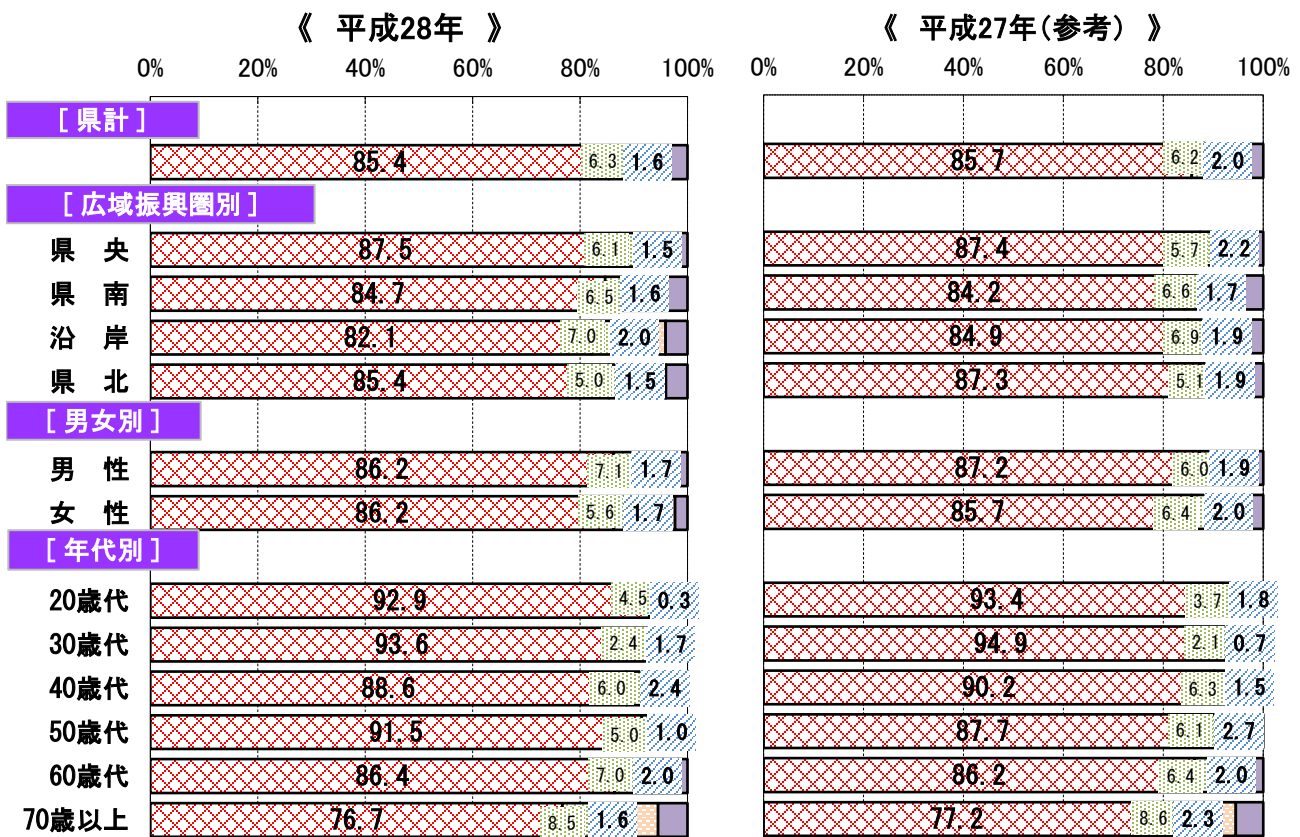 《 平成28年 》 《 平成27年(参考) 》
0% 20% 40% 60% 80% 100% 0% 20% 40% 60% 80% 100%
[ 県計 ]
85.4 6.3 1.6 85.7 6.2 2.0
[ 広域振興圏別 ]
県 央 87.5 6.1 1.5 87.4 5.7 2.2
県 南 84.7 6.5 1.6 84.2 6.6 1.7
沿 岸 82.1 7.0 2.0 84.9 6.9 1.9
県 北 85.4 5.0 1.5 87.3 5.1 1.9
[ 男女別 ]
男 性 86.2 7.1 1.7 87.2 6.0 1.9
女 性 86.2 5.6 1.7 85.7 6.4 2.0
[ 年代別 ]
20歳代 92.9 4.5 0.3 93.4 3.7 1.8
30歳代 93.6 2.4 1.7 94.9 2.1 0.7
40歳代 88.6 6.0 2.4 90.2 6.3 1.5
50歳代 91.5 5.0 1.0 87.7 6.1 2.7
60歳代 86.4 7.0 2.0 86.2 6.4 2.0
70歳以上 76.7 8.5 1.6 77.2 8.6 2.3